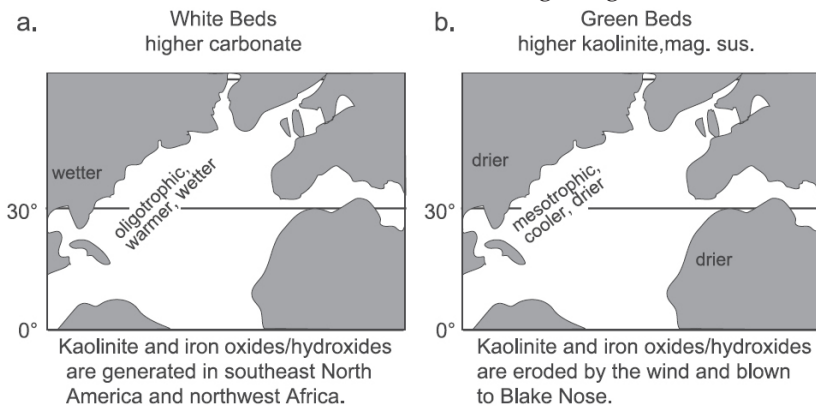 a.
White Beds
higher carbonate
wetter
oligotrophic,
warmer, wetter
30°
0°
Kaolinite and iron oxides/hydroxides
are generated in southeast North
America and northwest Africa.
b.
Green Beds
higher kaolinite,mag. sus.
drier
mesotrophic,
cooler, drier
30°
drier
0°
Kaolinite and iron oxides/hydroxides
are eroded by the wind and blown
to Blake Nose.